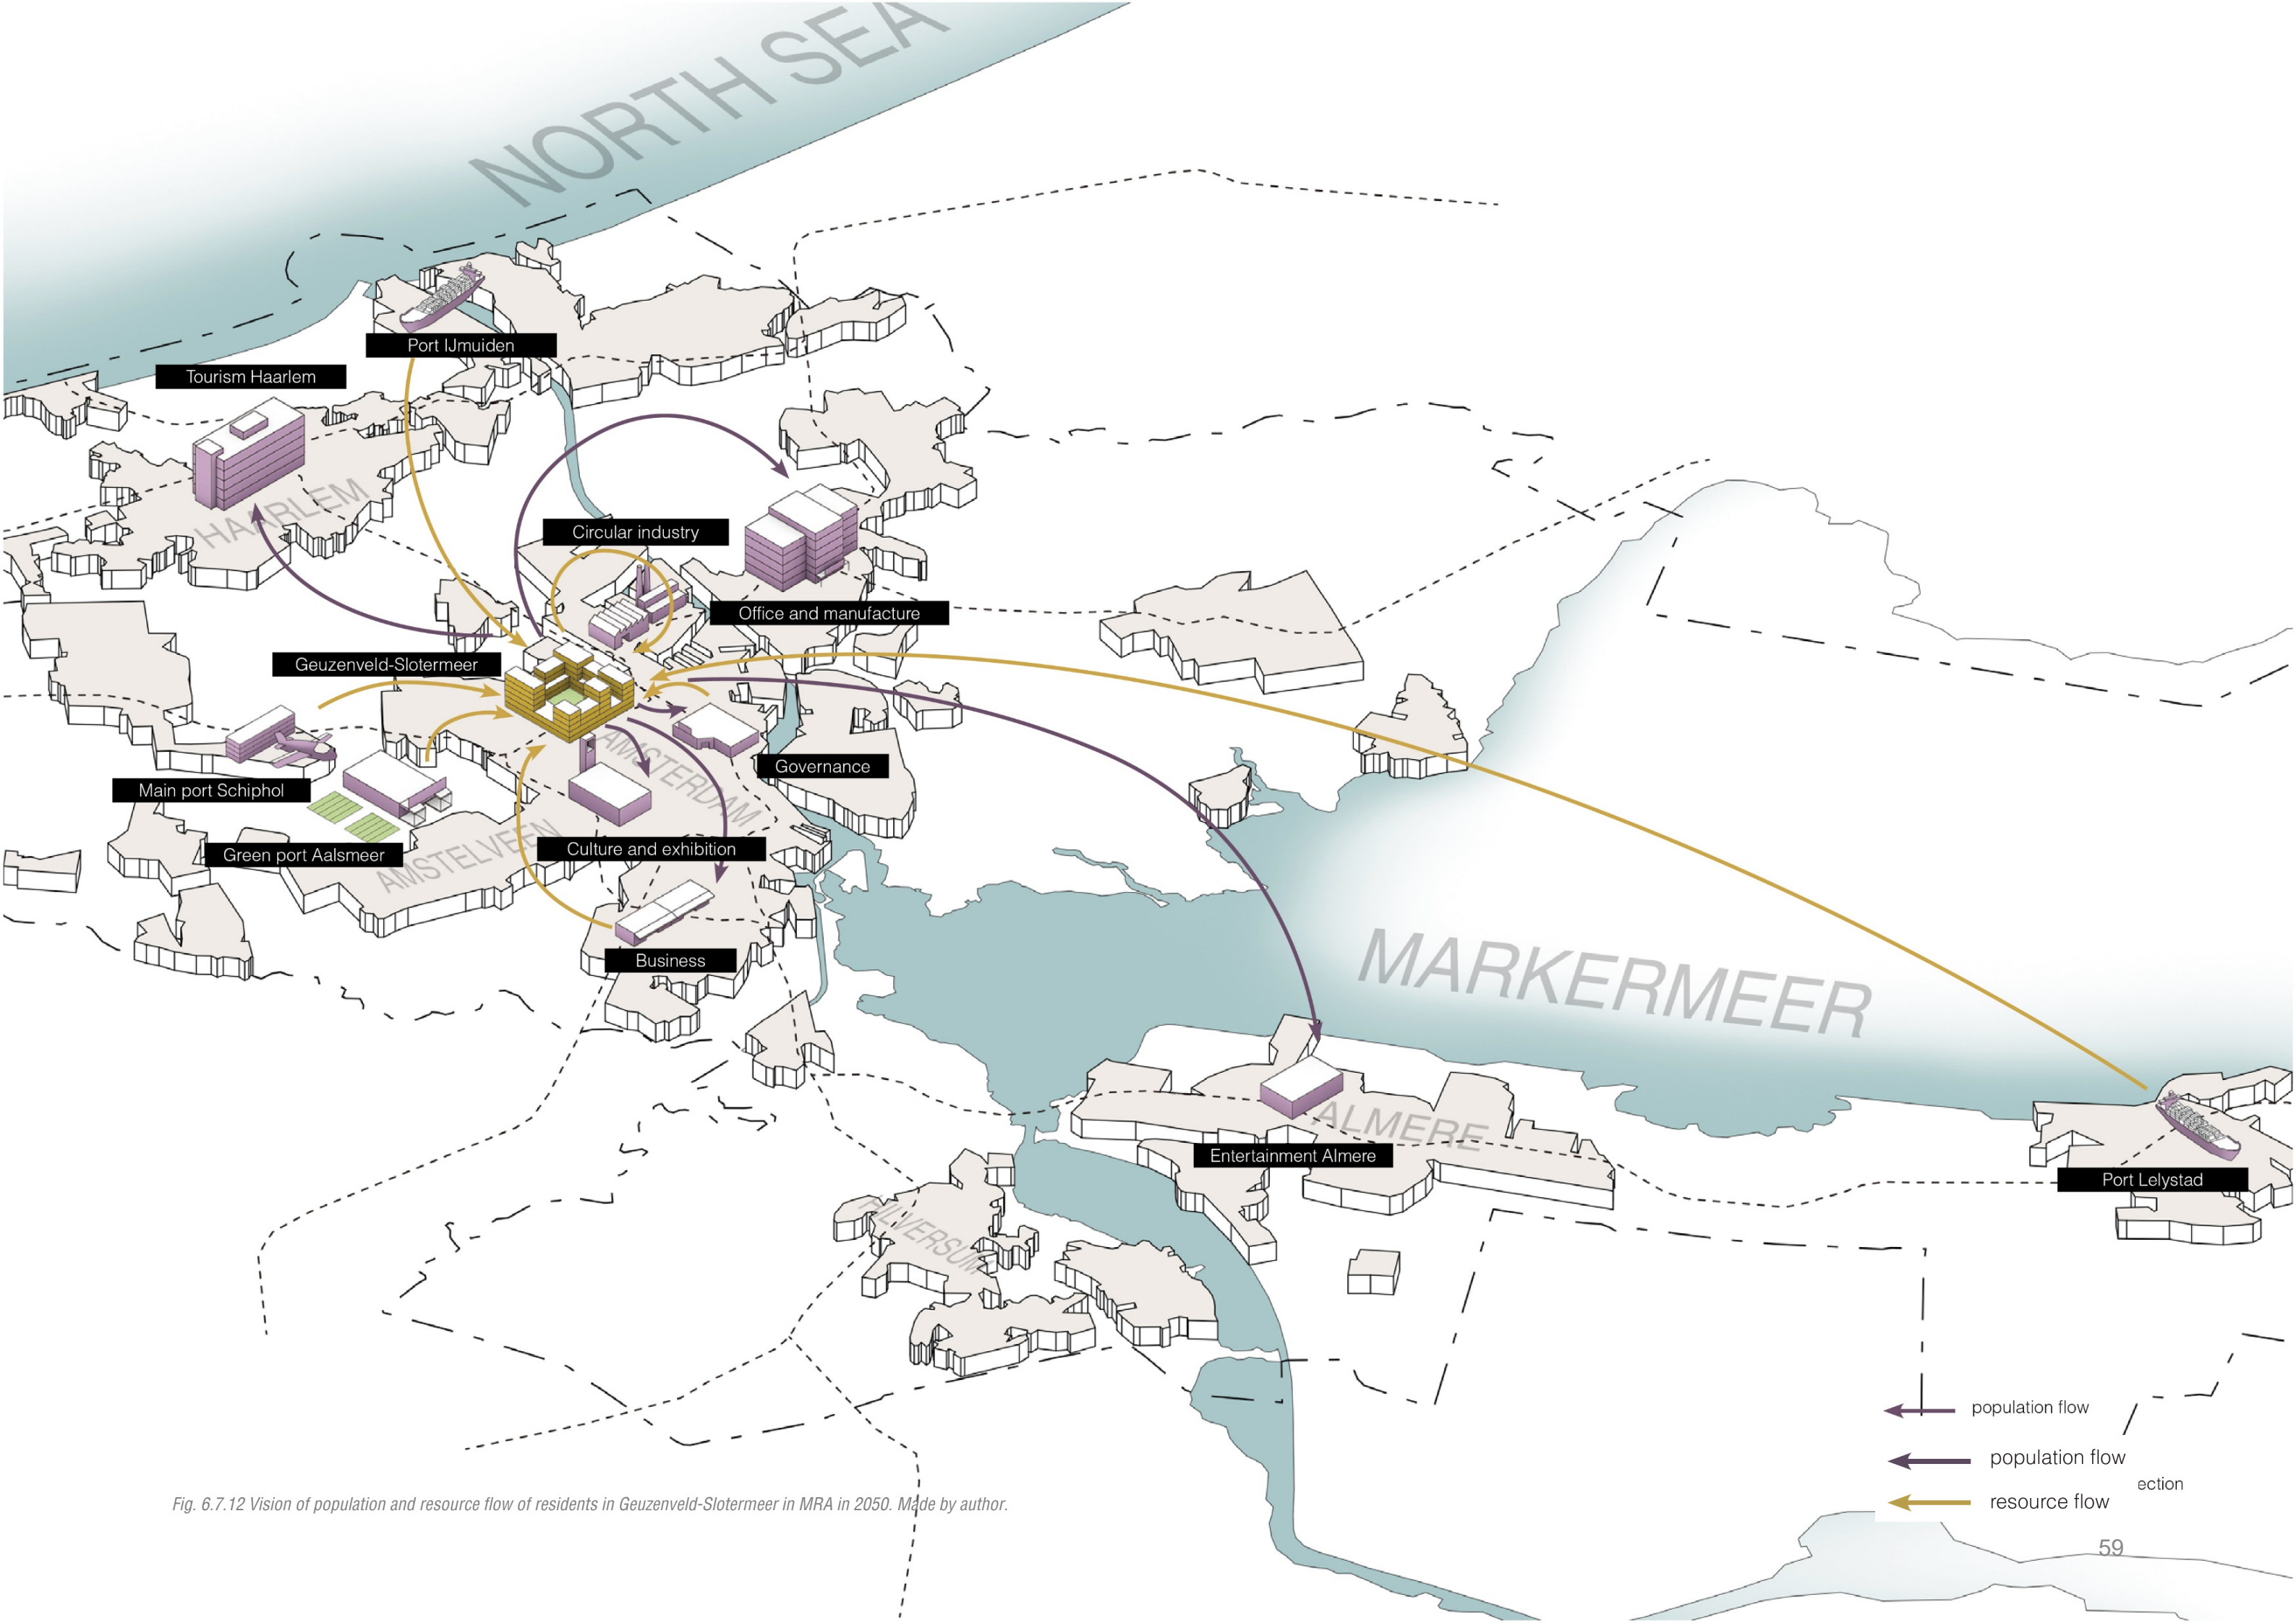 NORTH SEA
Port IJmuiden
Tourism Haarlem
HAARLEM
Circular industry
Office and manufacture
Geuzenveld-Slotermeer
AMSTERDAM
Governance
Main port Schiphol
Green port Aalsmeer
AMSTELVEEN
Culture and exhibition
Business
MARKERMEER
ALMERE
Entertainment Almere
Port Lelystad
HILVERSUM
population flow
population flow
ection
resource flow
Fig. 6.7.12 Vision of population and resource flow of residents in Geuzenveld-Slotermeer in MRA in 2050. Made by author.
59